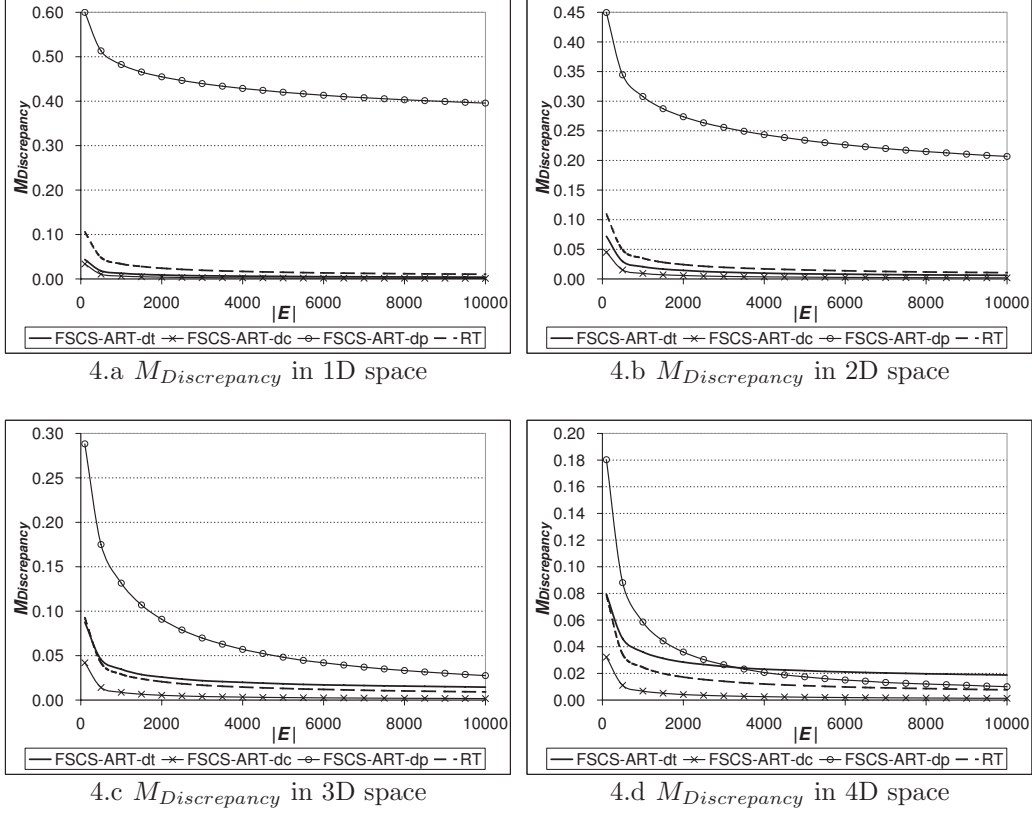 0.60
0.50
0.40
0.30
0.20
0.10
0.00
MDiscrepancy
0 2000 4000 6000 8000 10000
|E|
FSCS-ART-dt FSCS-ART-dc FSCS-ART-dp RT
4.a MDiscrepancy in 1D space
0.45
0.40
0.35
0.30
0.25
0.20
0.15
0.10
0.05
0.00
MDiscrepancy
0 2000 4000 6000 8000 10000
|E|
FSCS-ART-dt FSCS-ART-dc FSCS-ART-dp RT
4.b MDiscrepancy in 2D space
0.30
0.25
0.20
0.15
0.10
0.05
0.00
MDiscrepancy
0 2000 4000 6000 8000 10000
|E|
FSCS-ART-dt FSCS-ART-dc FSCS-ART-dp RT
4.c MDiscrepancy in 3D space
0.20
0.18
0.16
0.14
0.12
0.10
0.08
0.06
0.04
0.02
0.00
MDiscrepancy
0 2000 4000 6000 8000 10000
|E|
FSCS-ART-dt FSCS-ART-dc FSCS-ART-dp RT
4.d MDiscrepancy in 4D space